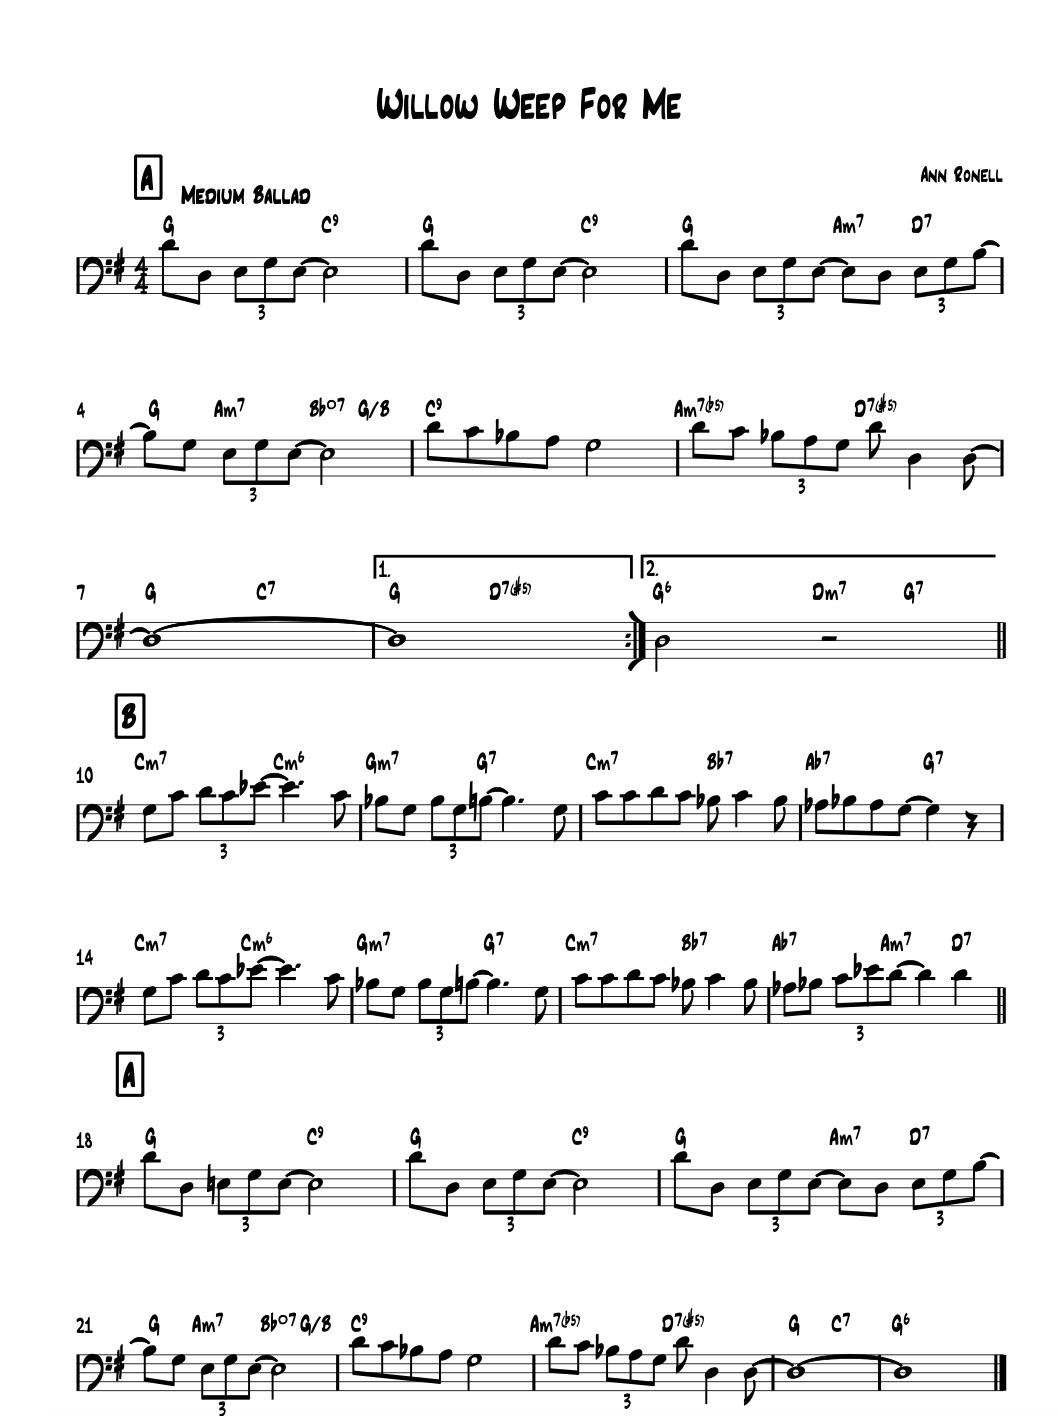 Willow Weep For Me
A
Ann Ronell
Medium Ballad
G C9 G C9 G Am7 D7
4
4
3 3 3 3
4 G Am7 Bb°7 G/B C9 Am7(b5) D7(#5)
3 3
1. 2.
7 G C7 G D7(#5) G6 Dm7 G7
B
10 Cm7 Cm6 Gm7 G7 Cm7 Bb7 Ab7 G7
3 3
14 Cm7 Cm6 Gm7 G7 Cm7 Bb7 Ab7 Am7 D7
3 3 3
A
18 G C9 G C9 G Am7 D7
3 3 3 3
21 G Am7 Bb°7 G/B C9 Am7(b5) D7(#5) G C7 G6
3 3